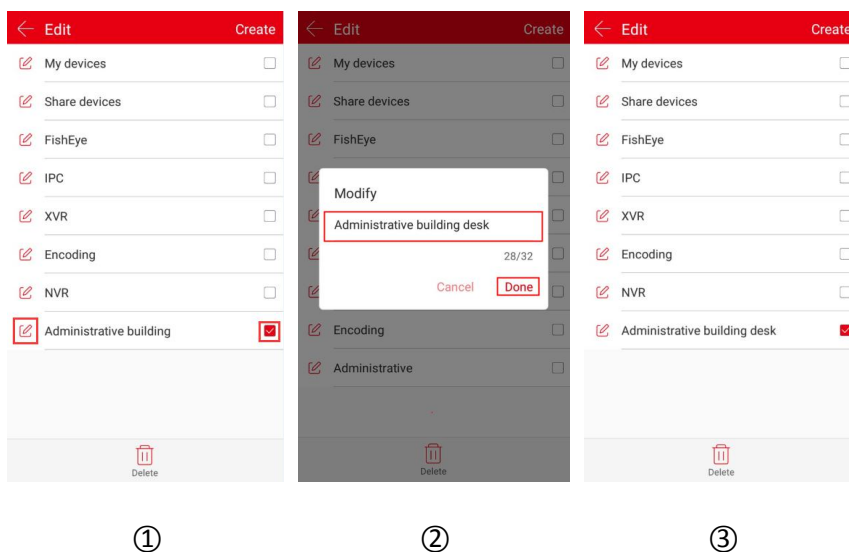 Edit Create
My devices
Share devices
FishEye
IPC
XVR
Encoding
NVR
Administrative building
Delete
①
Edit Create
My devices
Share devices
FishEye
Modify
Administrative building desk
28/32
Cancel Done
Encoding
Administrative
Delete
②
Edit Create
My devices
Share devices
FishEye
IPC
XVR
Encoding
NVR
Administrative building desk
Delete
③